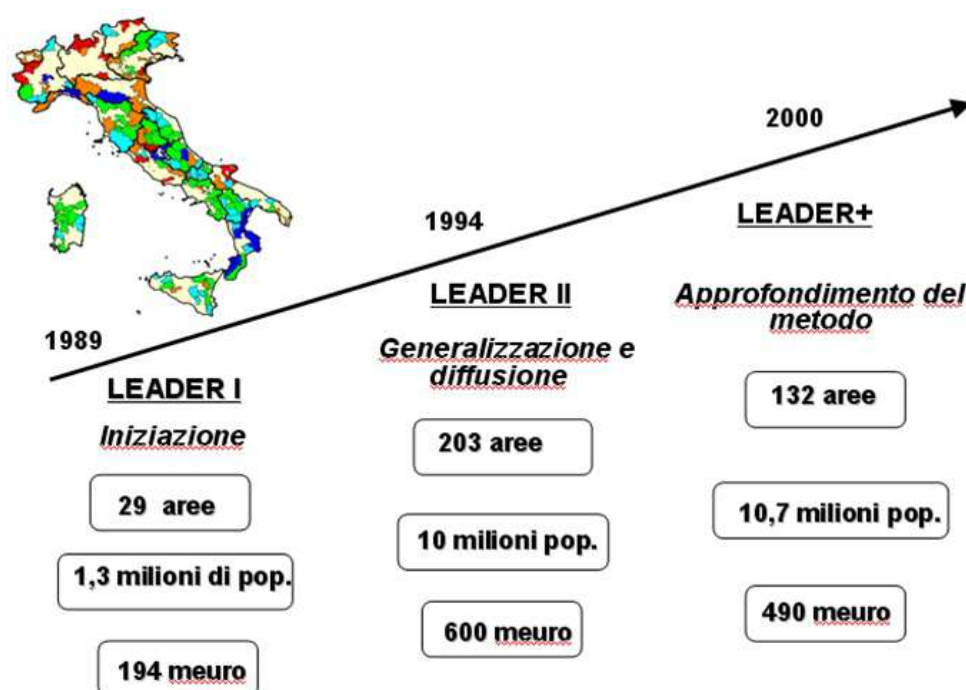 1989
LEADER I
Iniziazione
29 aree
1,3 milioni di pop.
194 meuro
1994
LEADER II
Generalizzazione e
diffusione
203 aree
10 milioni pop.
600 meuro
2000
LEADER+
Approfondimento del
metodo
132 aree
10,7 milioni pop.
490 meuro